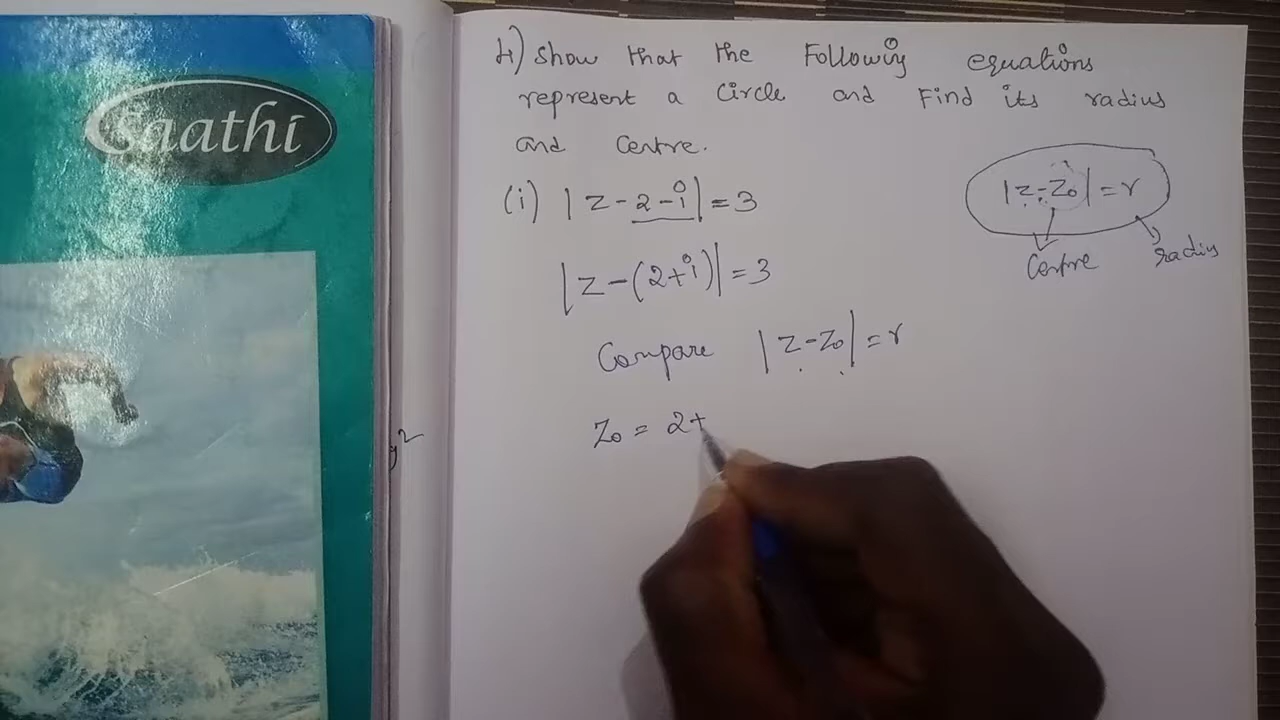 Saathi
4) Show that the Following equations
represent a Circle and Find its radius
and Centre.
(i) |z-2-i|=3
|z-z₀|=r
Centre
radius
|z-(2+i)|=3
Compare |z-z₀|=r
z₀ = 2+
y²